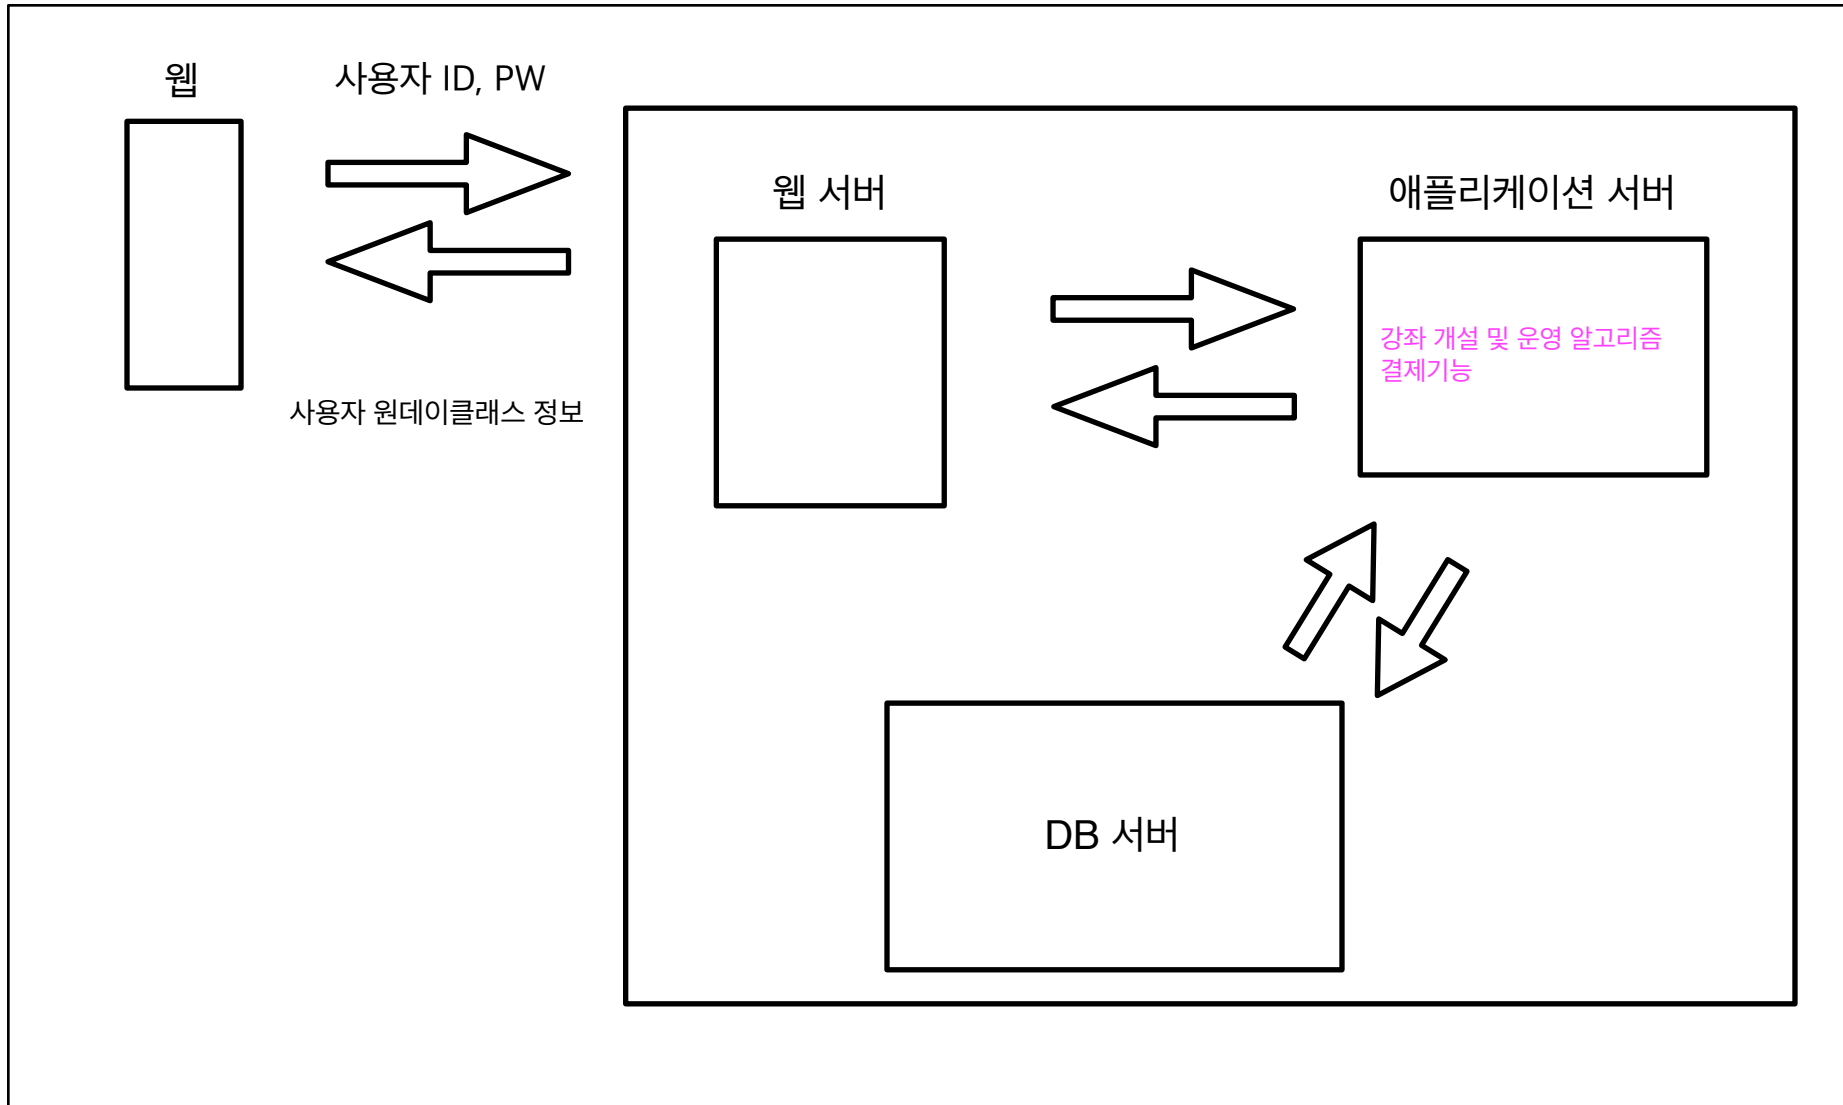 웹
사용자 ID, PW
웹 서버
애플리케이션 서버
강좌 개설 및 운영 알고리즘
결제기능
사용자 원데이클래스 정보
DB 서버